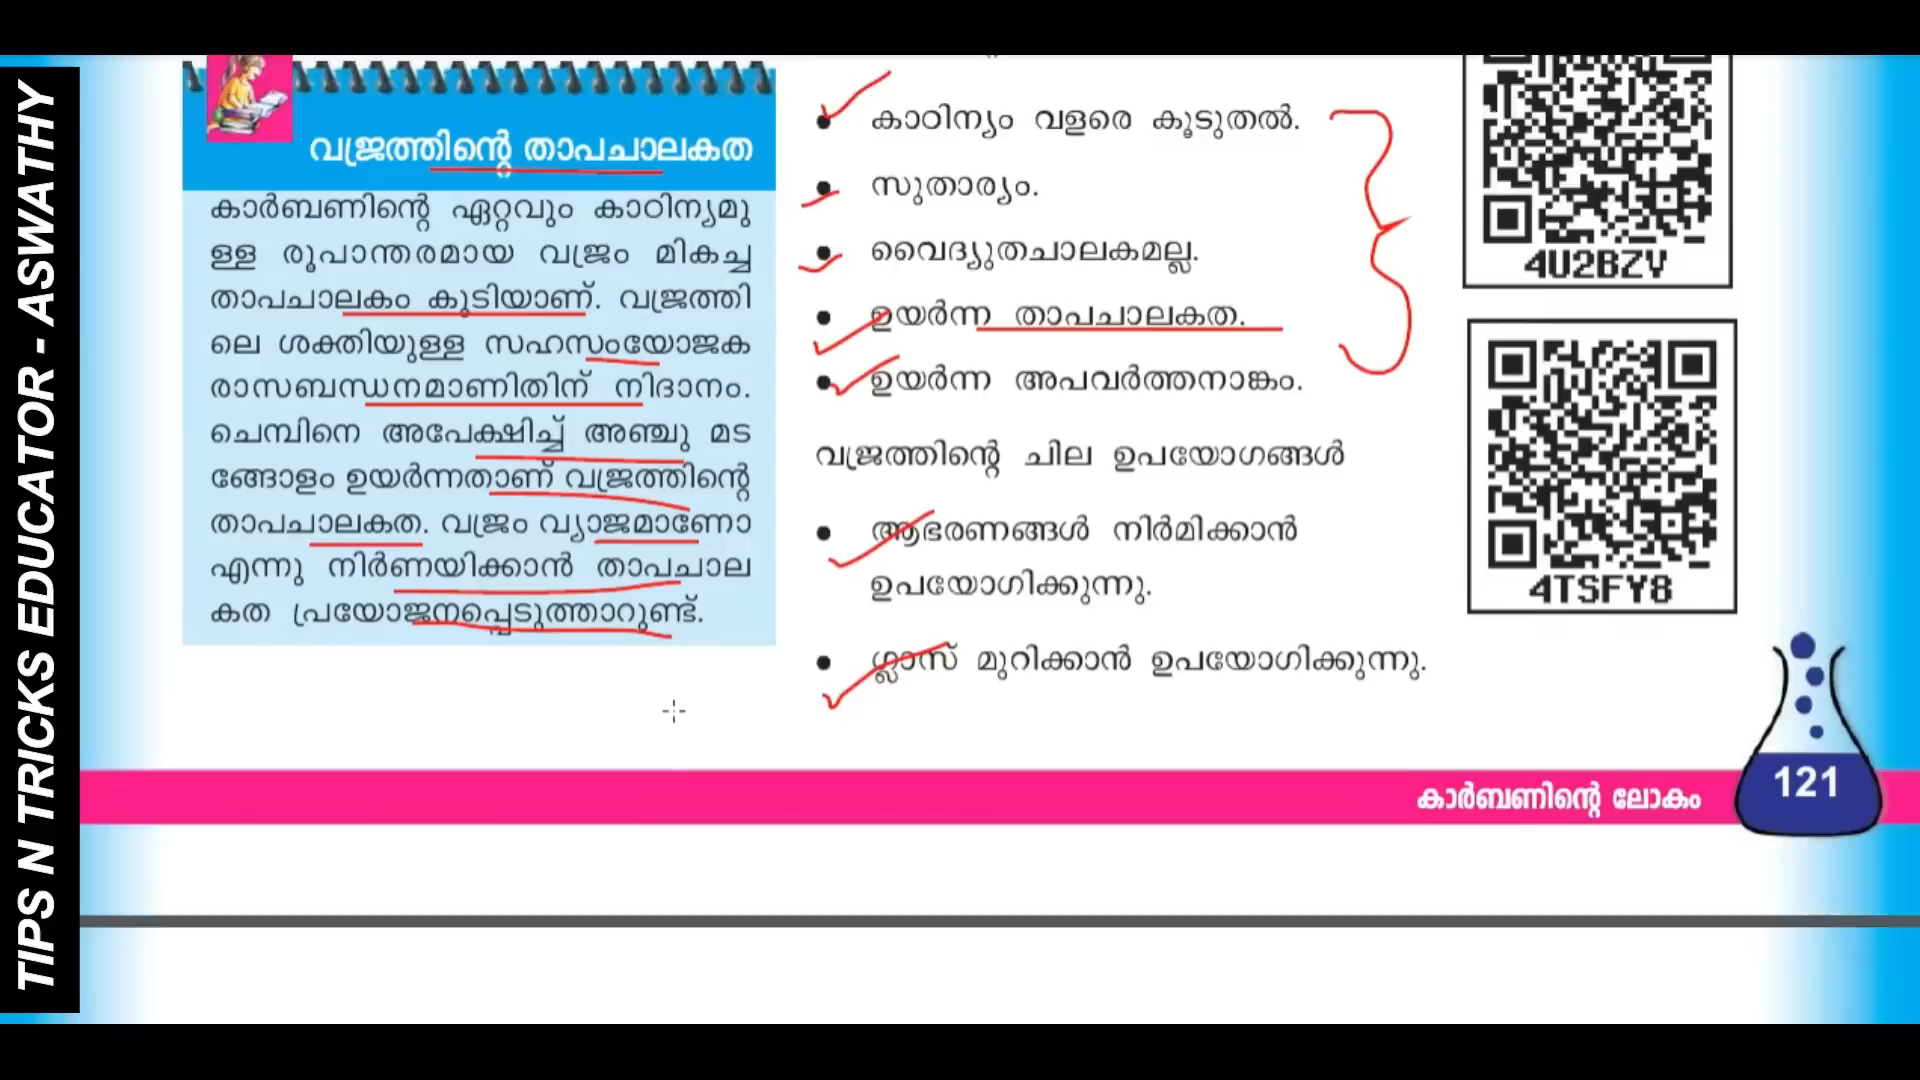 TIPS N TRICKS EDUCATOR - ASWATHY
വജ്രത്തിന്റെ താപചാലകത
കാർബണിന്റെ ഏറ്റവും കാഠിന്യമു
ള്ള രൂപാന്തരമായ വജ്രം മികച്ച
താപചാലകം കൂടിയാണ്. വജ്രത്തി
ലെ ശക്തിയുള്ള സഹസംയോജക
രാസബന്ധനമാണിതിന് നിദാനം.
ചെമ്പിനെ അപേക്ഷിച്ച് അഞ്ചു മട
ങ്ങോളം ഉയർന്നതാണ് വജ്രത്തിന്റെ
താപചാലകത. വജ്രം വ്യാജമാണോ
എന്നു നിർണയിക്കാൻ താപചാല
കത പ്രയോജനപ്പെടുത്താറുണ്ട്.
കാഠിന്യം വളരെ കൂടുതൽ.
സുതാര്യം.
വൈദ്യുതചാലകമല്ല.
ഉയർന്ന താപചാലകത.
ഉയർന്ന അപവർത്തനാങ്കം.
വജ്രത്തിന്റെ ചില ഉപയോഗങ്ങൾ
ആഭരണങ്ങൾ നിർമിക്കാൻ
ഉപയോഗിക്കുന്നു.
ഗ്ലാസ് മുറിക്കാൻ ഉപയോഗിക്കുന്നു.
4U2BZV
4TSFY8
കാർബണിന്റെ ലോകം
121